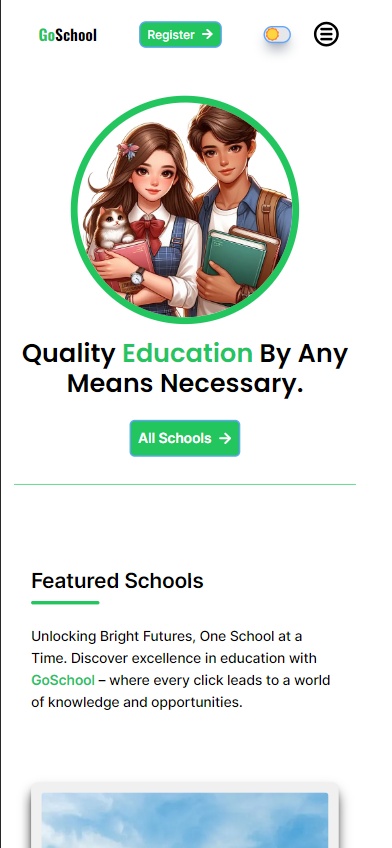 GoSchool
Register
Quality Education By Any
Means Necessary.
All Schools
Featured Schools
Unlocking Bright Futures, One School at a
Time. Discover excellence in education with
GoSchool – where every click leads to a world
of knowledge and opportunities.